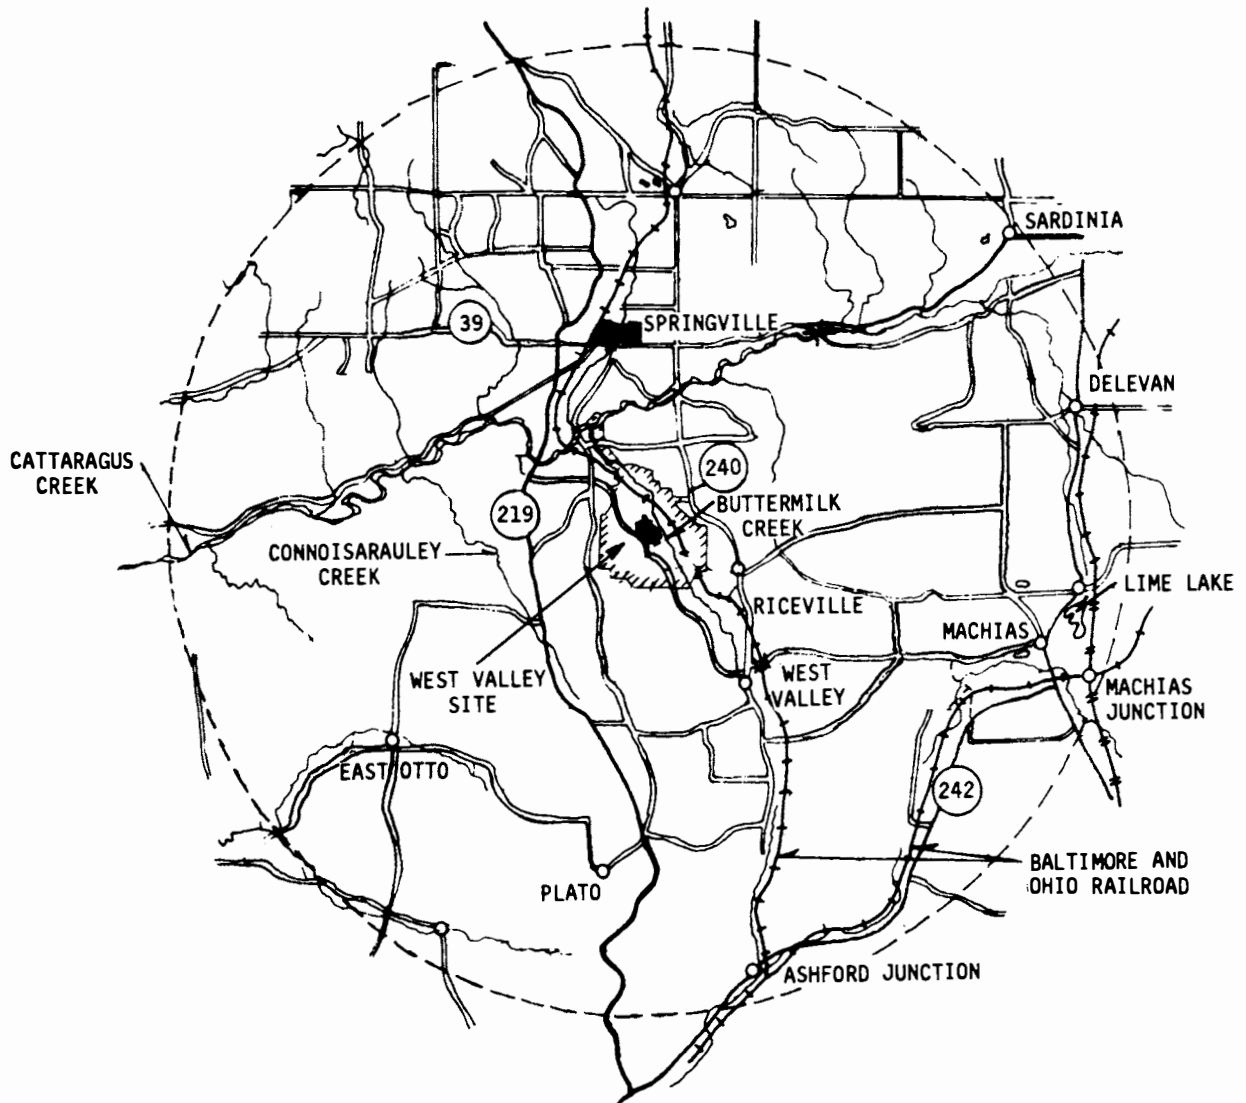 SARDINIA
39
SPRINGVILLE
DELEVAN
CATTARAGUS
CREEK
240
219
BUTTERMILK
CREEK
CONNOISARAULEY
CREEK
LIME LAKE
RICEVILLE
MACHIAS
WEST VALLEY
SITE
WEST
VALLEY
MACHIAS
JUNCTION
EAST OTTO
242
BALTIMORE AND
OHIO RAILROAD
PLATO
ASHFORD JUNCTION